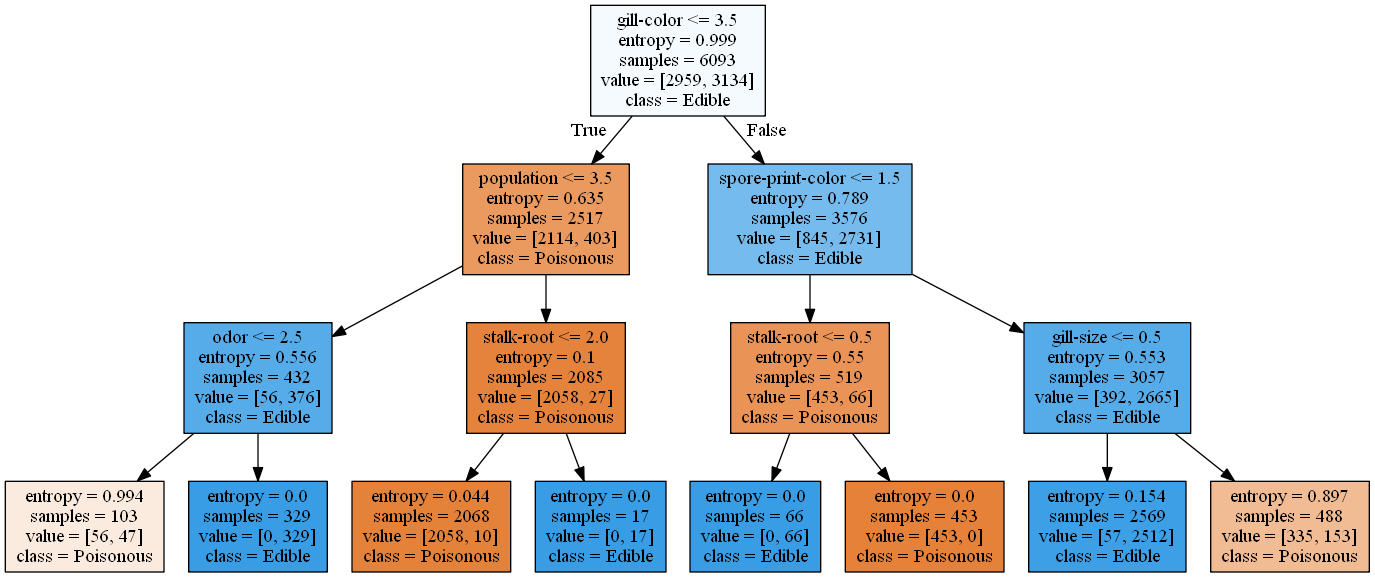 gill-color <= 3.5
entropy = 0.999
samples = 6093
value = [2959, 3134]
class = Edible
True
False
population <= 3.5
entropy = 0.635
samples = 2517
value = [2114, 403]
class = Poisonous
spore-print-color <= 1.5
entropy = 0.789
samples = 3576
value = [845, 2731]
class = Edible
odor <= 2.5
entropy = 0.556
samples = 432
value = [56, 376]
class = Edible
stalk-root <= 2.0
entropy = 0.1
samples = 2085
value = [2058, 27]
class = Poisonous
stalk-root <= 0.5
entropy = 0.55
samples = 519
value = [453, 66]
class = Poisonous
gill-size <= 0.5
entropy = 0.553
samples = 3057
value = [392, 2665]
class = Edible
entropy = 0.994
samples = 103
value = [56, 47]
class = Poisonous
entropy = 0.0
samples = 329
value = [0, 329]
class = Edible
entropy = 0.044
samples = 2068
value = [2058, 10]
class = Poisonous
entropy = 0.0
samples = 17
value = [0, 17]
class = Edible
entropy = 0.0
samples = 66
value = [0, 66]
class = Edible
entropy = 0.0
samples = 453
value = [453, 0]
class = Poisonous
entropy = 0.154
samples = 2569
value = [57, 2512]
class = Edible
entropy = 0.897
samples = 488
value = [335, 153]
class = Poisonous